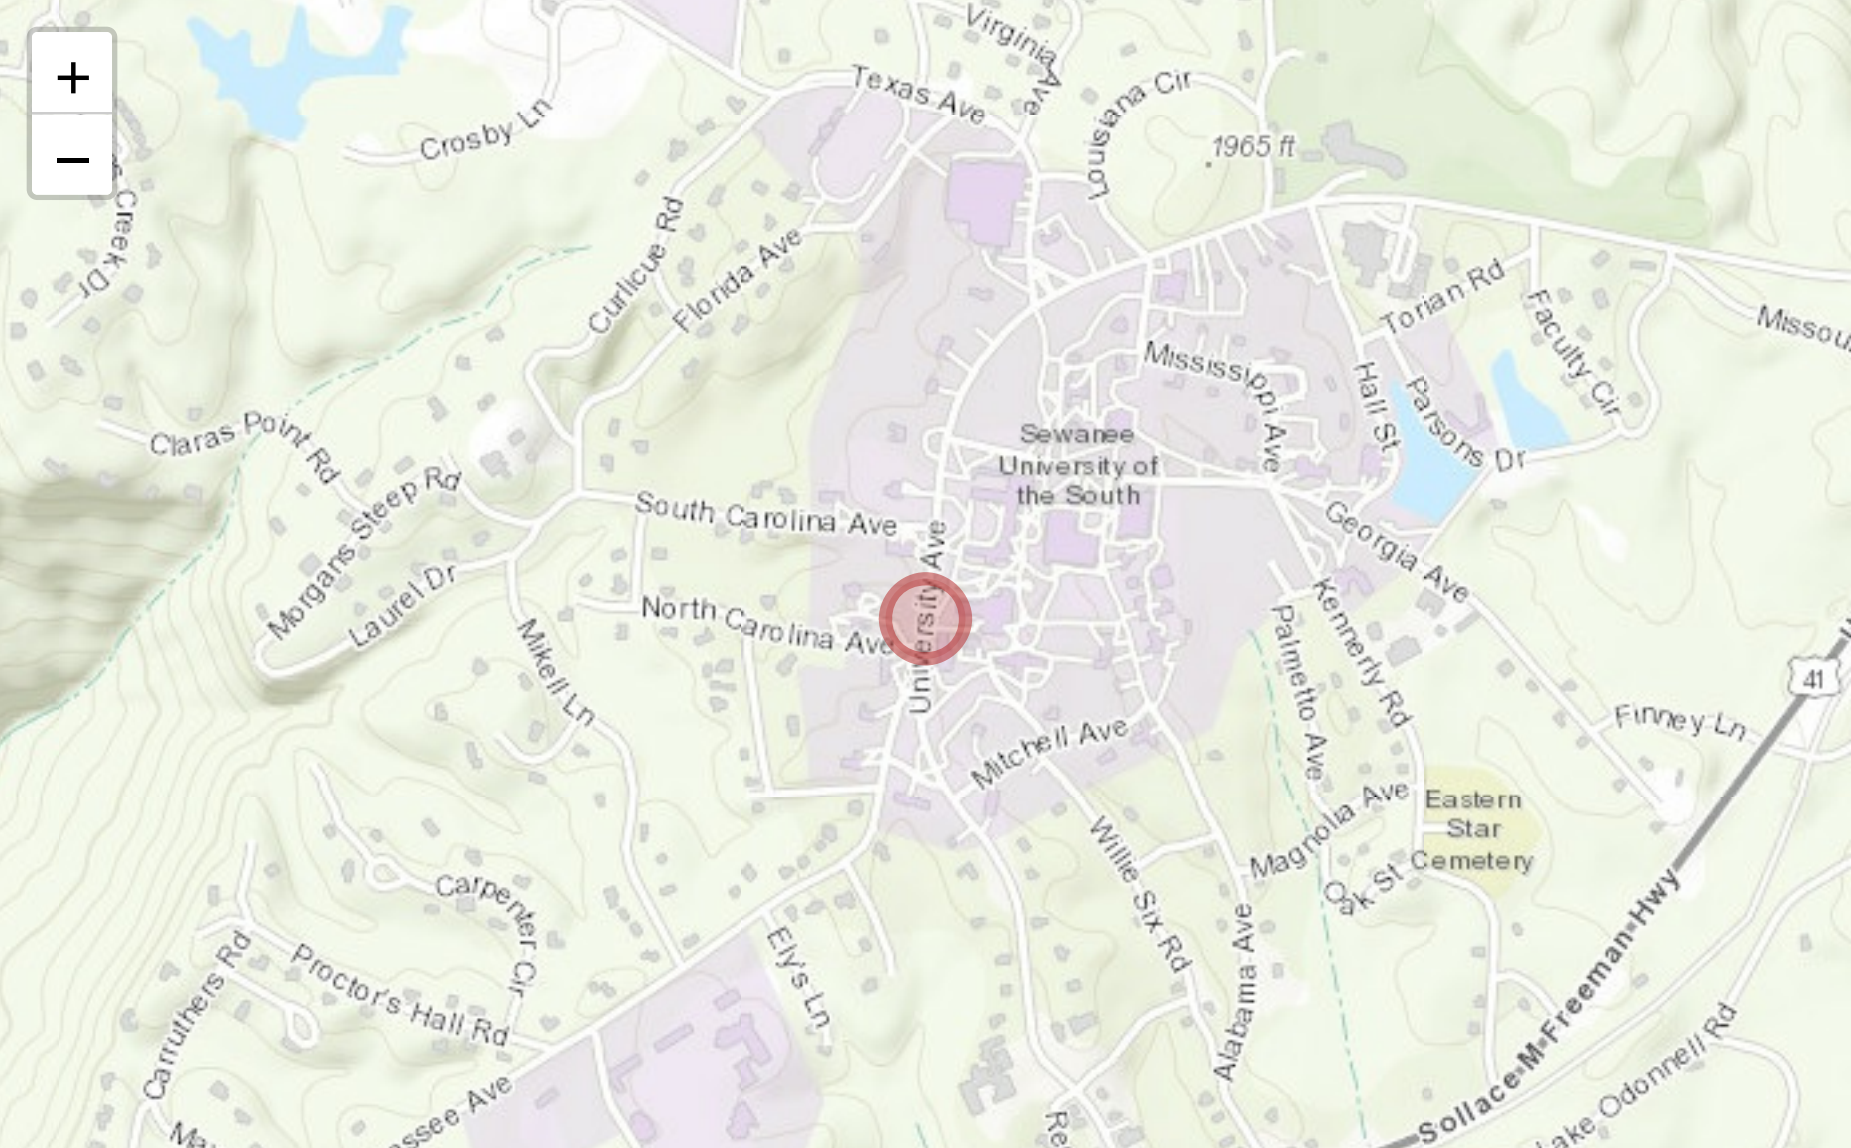 +
−
Virginia Ave
Texas Ave
Louisiana Cir
Crosby Ln
1965 ft
Creek Dr
Curlicue Rd
Florida Ave
Torian Rd
Faculty Cir
Mississippi Ave
Hall St
Parsons Dr
Claras Point Rd
Morgans Steep Rd
Sewanee
University of
the South
South Carolina Ave
Georgia Ave
University Ave
Laurel Dr
North Carolina Ave
Mikell Ln
Palmetto Ave
Kennerly Rd
41
Finney Ln
Mitchell Ave
Magnolia Ave
Eastern
Star
Cemetery
Oak St
Willie Six Rd
Carpenter Cir
Alabama Ave
Ely's Ln
Proctor's Hall Rd
Carruthers Rd
Sollace-M-Freeman-Hwy
Odonnell Rd